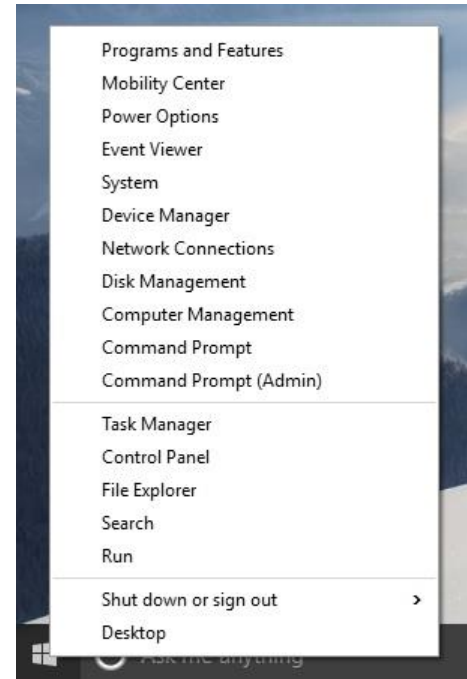 Programs and Features
Mobility Center
Power Options
Event Viewer
System
Device Manager
Network Connections
Disk Management
Computer Management
Command Prompt
Command Prompt (Admin)
Task Manager
Control Panel
File Explorer
Search
Run
Shut down or sign out
Desktop
Ask me anything